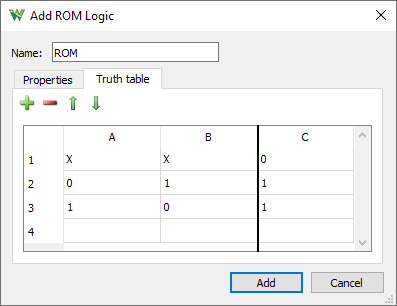 Add ROM Logic
Name: ROM
Properties Truth table
A B C
1 X X 0
2 0 1 1
3 1 0 1
4
Add Cancel